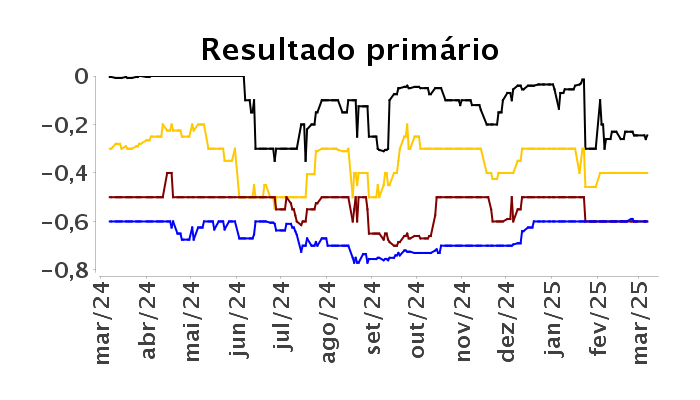 Resultado primário
0
−0,2
−0,4
−0,6
−0,8
mar/24
abr/24
mai/24
jun/24
jul/24
ago/24
set/24
out/24
nov/24
dez/24
jan/25
fev/25
mar/25